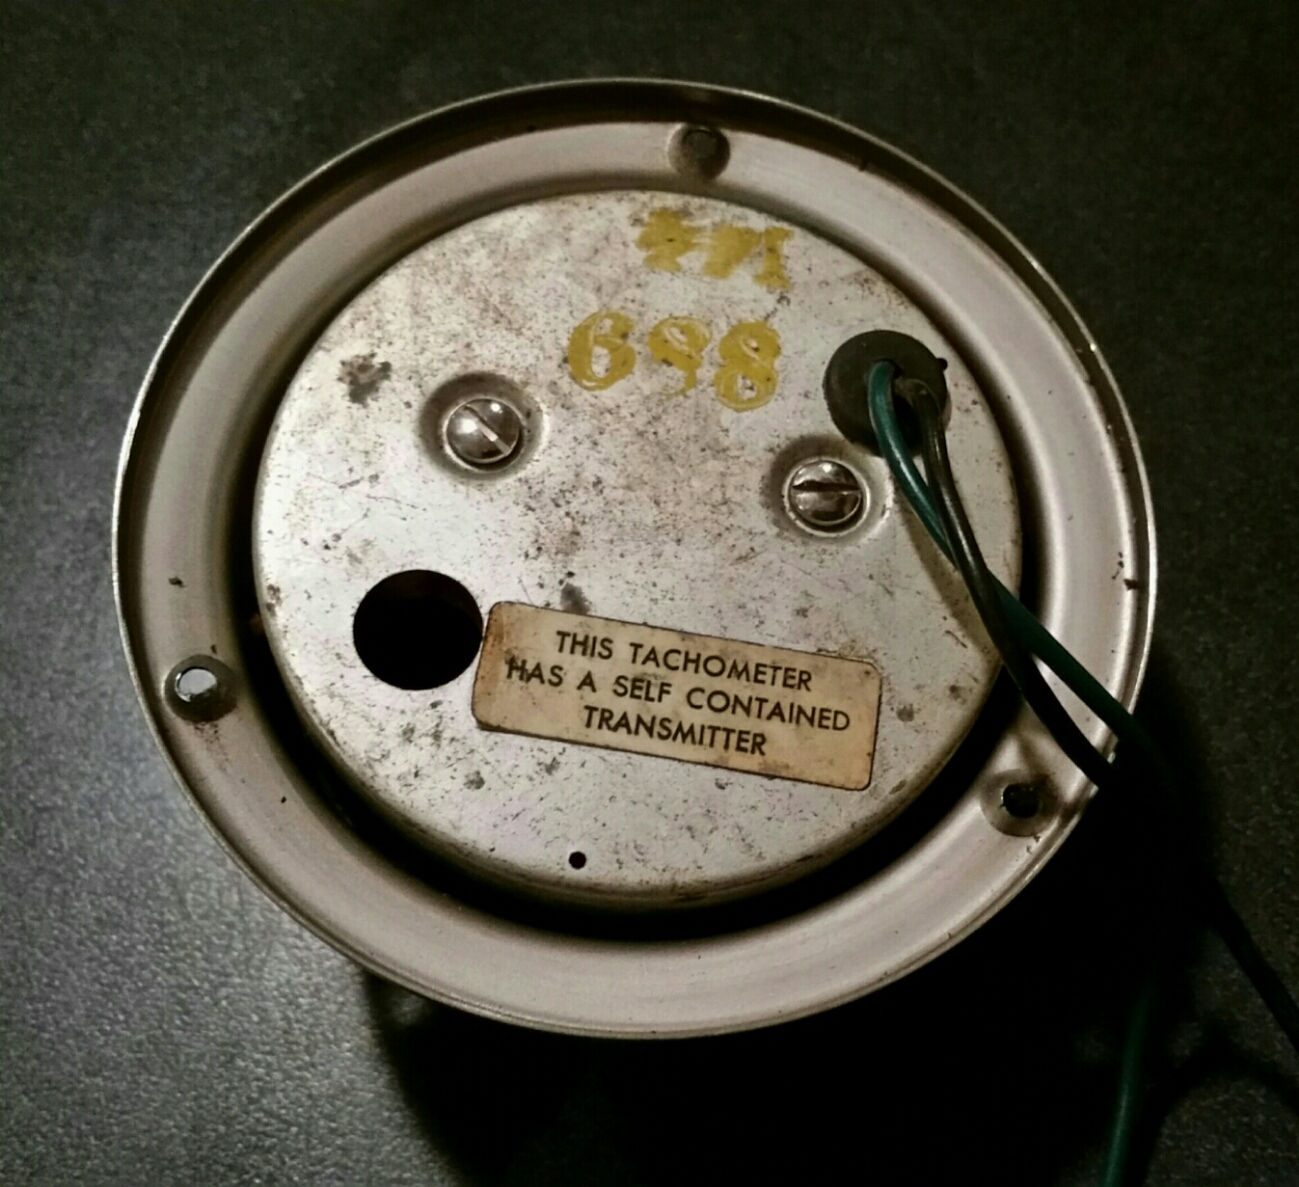 698
THIS TACHOMETER
HAS A SELF CONTAINED
TRANSMITTER